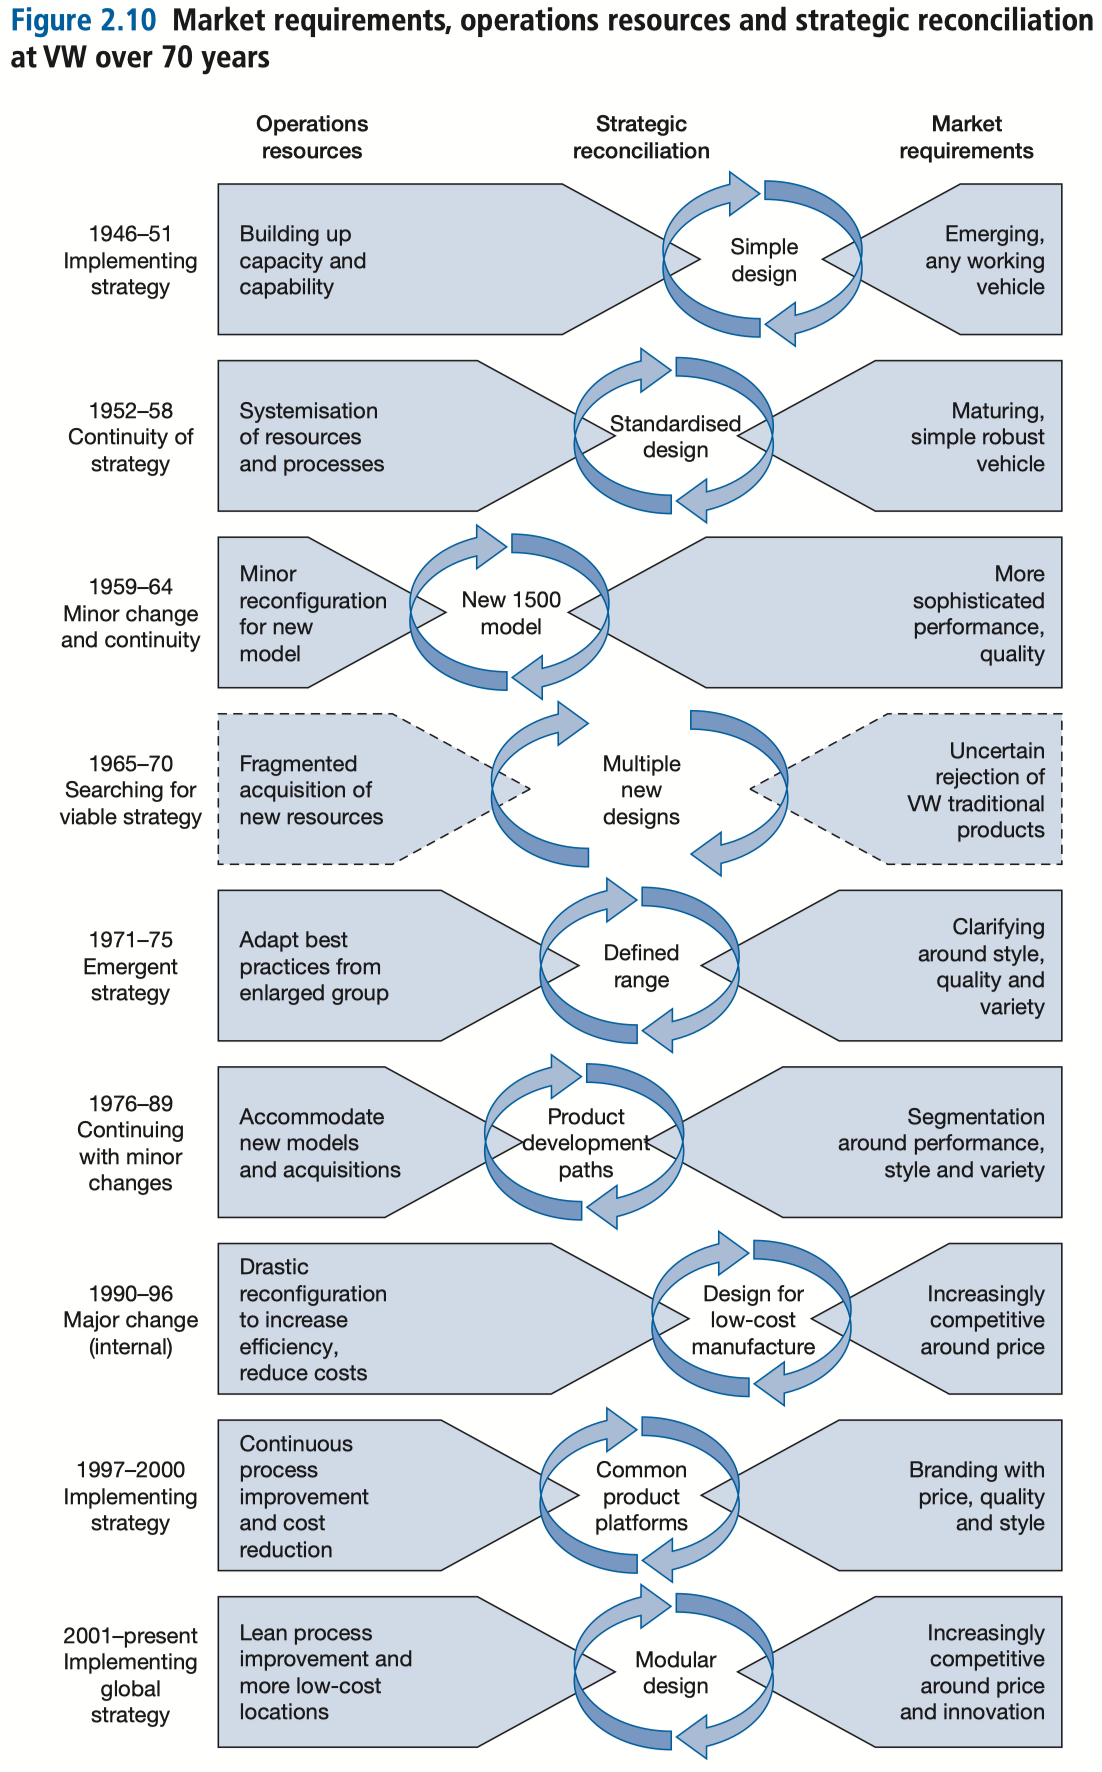 Figure 2.10 Market requirements, operations resources and strategic reconciliation
at VW over 70 years
Operations
resources
Strategic
reconciliation
Market
requirements
1946–51
Implementing
strategy
Building up
capacity and
capability
Simple
design
Emerging,
any working
vehicle
1952–58
Continuity of
strategy
Systemisation
of resources
and processes
Standardised
design
Maturing,
simple robust
vehicle
1959–64
Minor change
and continuity
Minor
reconfiguration
for new
model
New 1500
model
More
sophisticated
performance,
quality
1965–70
Searching for
viable strategy
Fragmented
acquisition of
new resources
Multiple
new
designs
Uncertain
rejection of
VW traditional
products
1971–75
Emergent
strategy
Adapt best
practices from
enlarged group
Defined
range
Clarifying
around style,
quality and
variety
1976–89
Continuing
with minor
changes
Accommodate
new models
and acquisitions
Product
development
paths
Segmentation
around performance,
style and variety
1990–96
Major change
(internal)
Drastic
reconfiguration
to increase
efficiency,
reduce costs
Design for
low-cost
manufacture
Increasingly
competitive
around price
1997–2000
Implementing
strategy
Continuous
process
improvement
and cost
reduction
Common
product
platforms
Branding with
price, quality
and style
2001–present
Implementing
global
strategy
Lean process
improvement and
more low-cost
locations
Modular
design
Increasingly
competitive
around price
and innovation